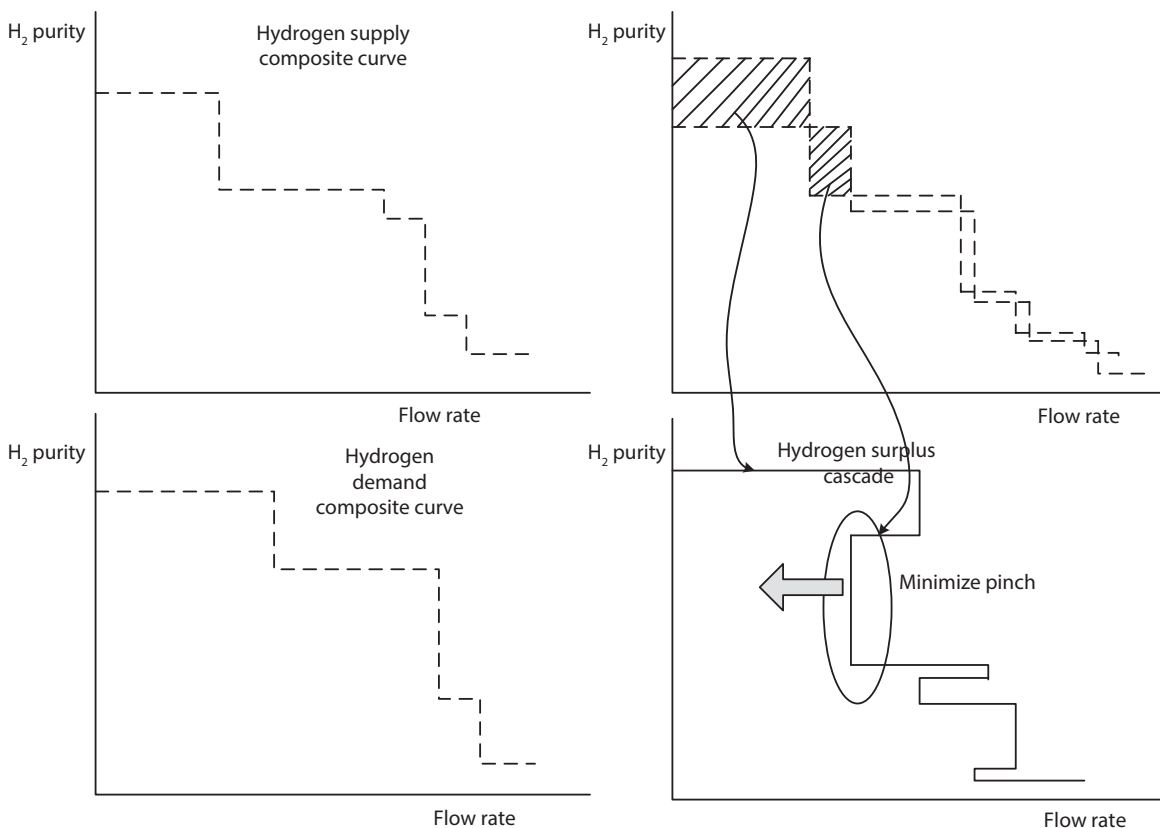 H₂ purity
Hydrogen supply
composite curve
Flow rate
H₂ purity
Flow rate
H₂ purity
Hydrogen
demand
composite curve
Flow rate
H₂ purity
Hydrogen surplus
cascade
Minimize pinch
Flow rate